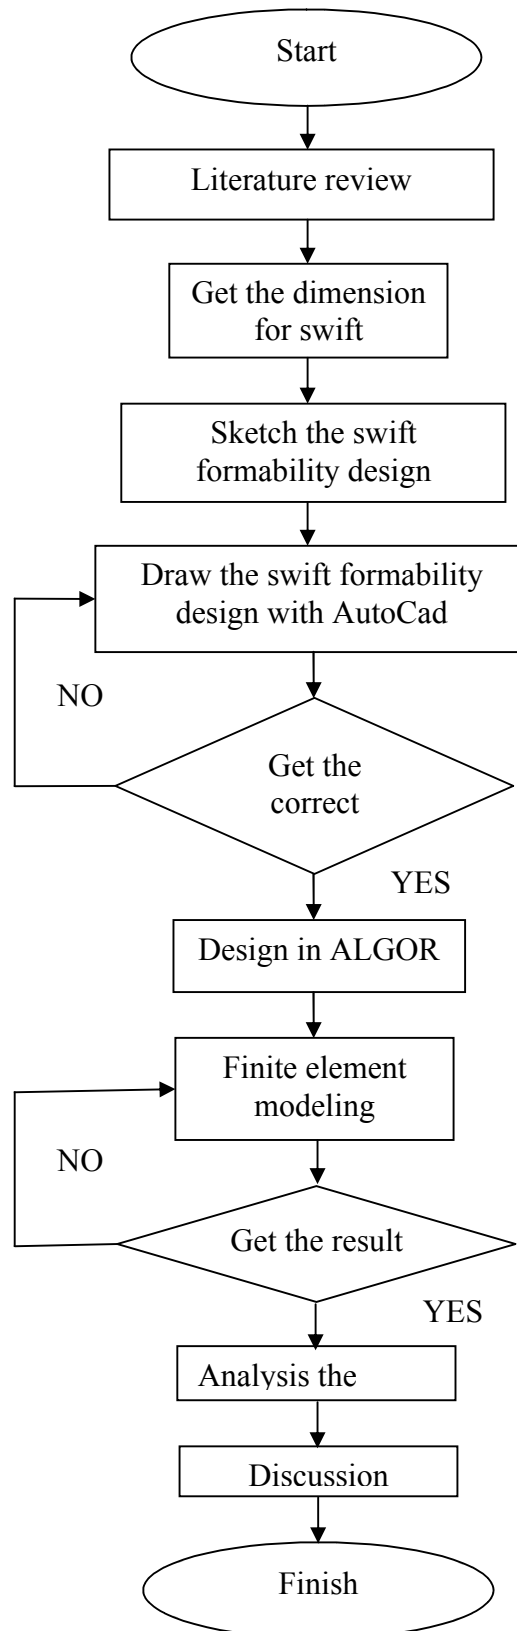 Start
Literature review
Get the dimension
for swift
Sketch the swift
formability design
Draw the swift formability
design with AutoCad
NO
Get the
correct
YES
Design in ALGOR
Finite element
modeling
NO
Get the result
YES
Analysis the
Discussion
Finish